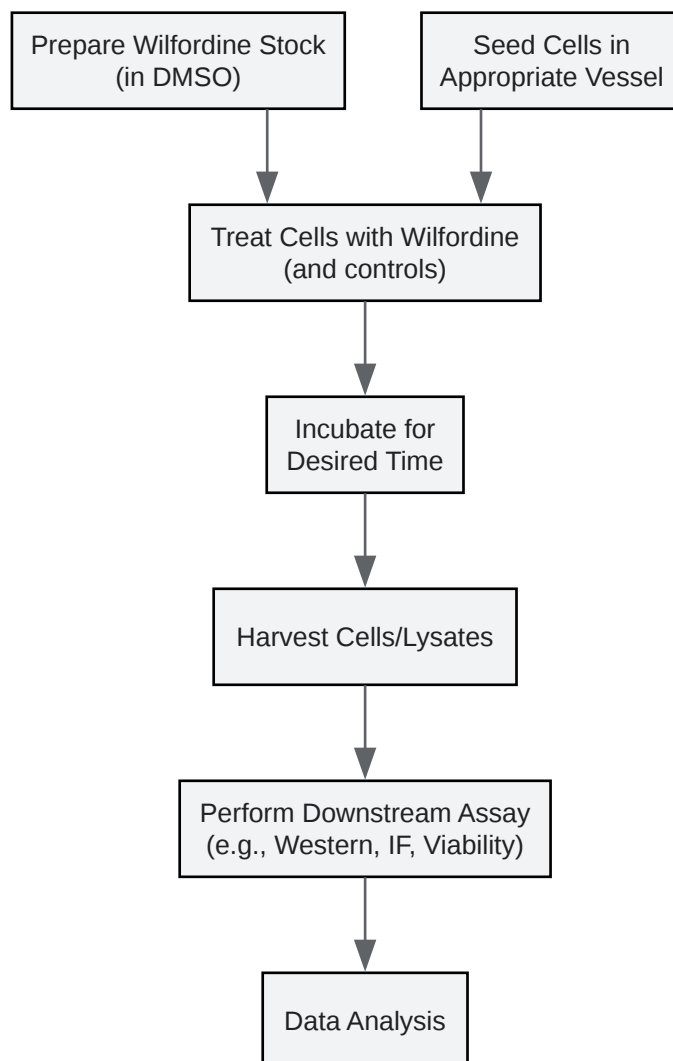 Prepare Wilfordine Stock
(in DMSO)
Seed Cells in
Appropriate Vessel
Treat Cells with Wilfordine
(and controls)
Incubate for
Desired Time
Harvest Cells/Lysates
Perform Downstream Assay
(e.g., Western, IF, Viability)
Data Analysis